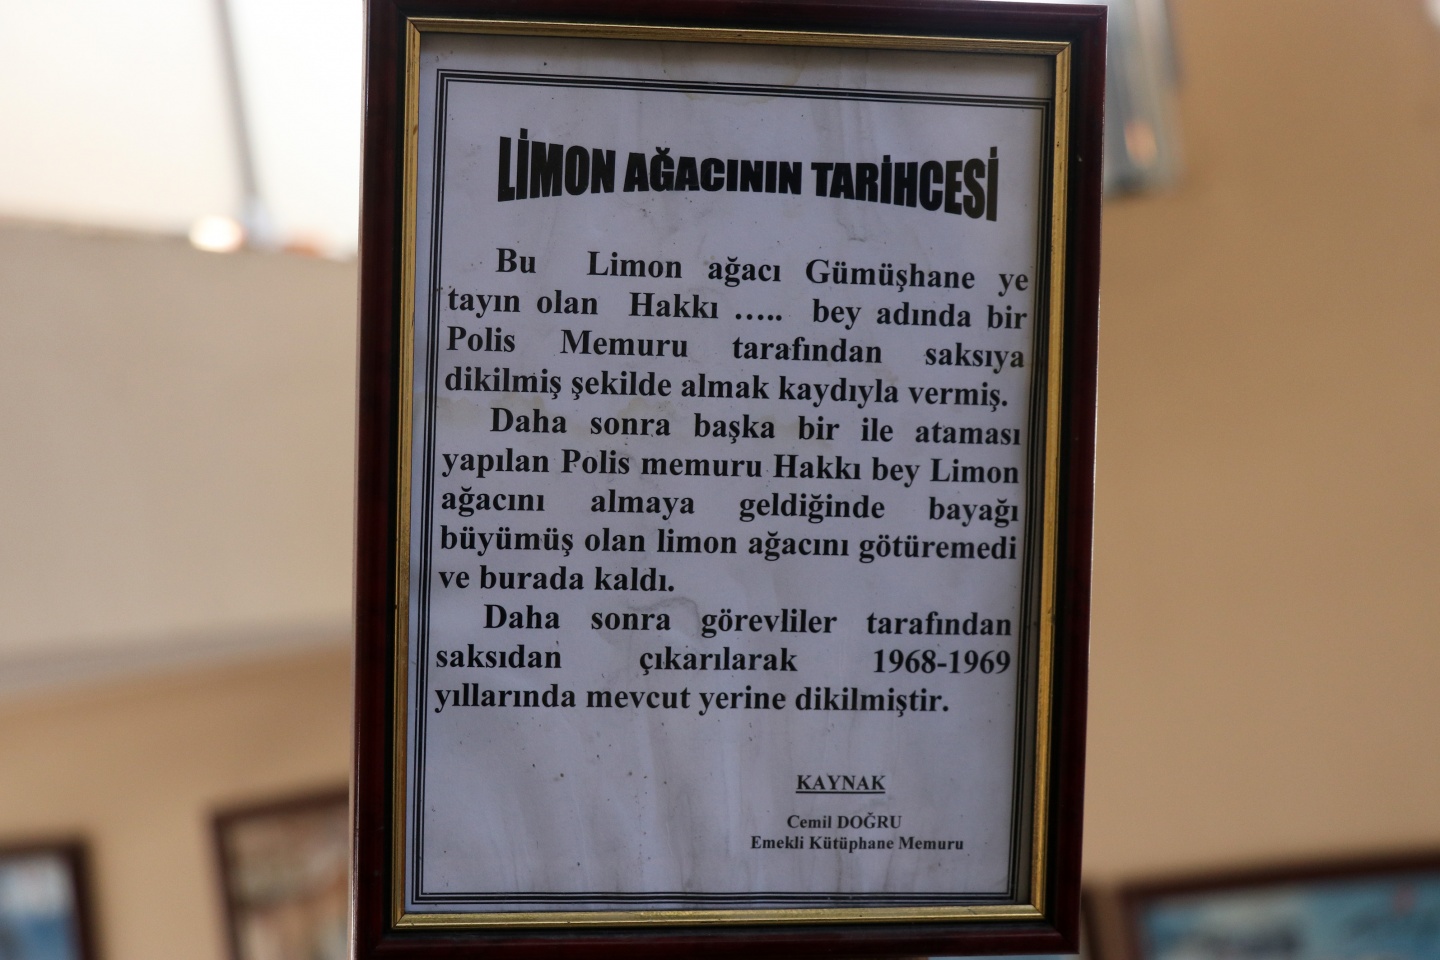 LİMON AĞACININ TARİHCESİ
Bu Limon ağacı Gümüşhane ye
tayın olan Hakkı ..... bey adında bir
Polis Memuru tarafından saksıya
dikilmiş şekilde almak kaydıyla vermiş.
Daha sonra başka bir ile ataması
yapılan Polis memuru Hakkı bey Limon
ağacını almaya geldiğinde bayağı
büyümüş olan limon ağacını götüremedi
ve burada kaldı.
Daha sonra görevliler tarafından
saksıdan çıkarılarak 1968-1969
yıllarında mevcut yerine dikilmiştir.
KAYNAK
Cemil DOĞRU
Emekli Kütüphane Memuru